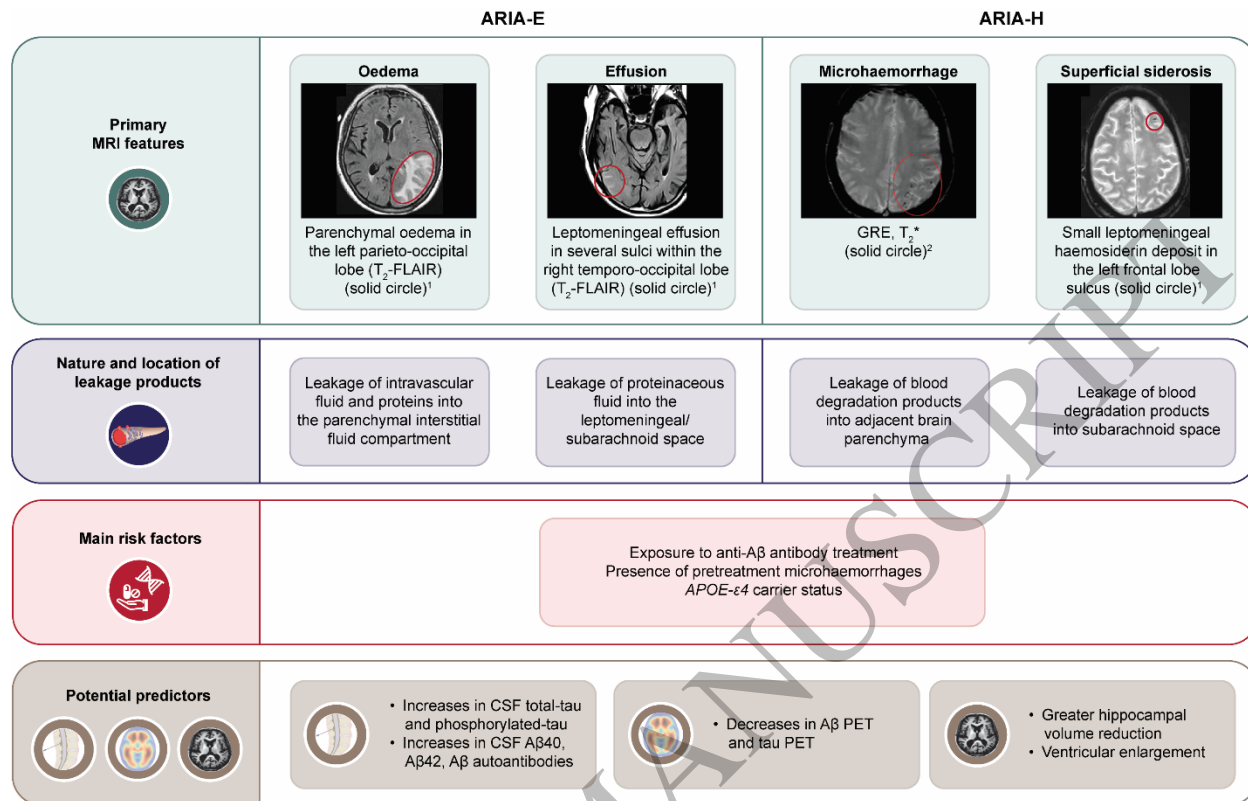 ARIA-E
ARIA-H
Primary
MRI features
Oedema
Parenchymal oedema in
the left parieto-occipital
lobe (T₂-FLAIR)
(solid circle)¹
Effusion
Leptomeningeal effusion
in several sulci within the
right temporo-occipital lobe
(T₂-FLAIR) (solid circle)¹
Microhaemorrhage
GRE, T₂*
(solid circle)²
Superficial siderosis
Small leptomeningeal
haemosiderin deposit in
the left frontal lobe
sulcus (solid circle)¹
Nature and location of
leakage products
Leakage of intravascular
fluid and proteins into
the parenchymal interstitial
fluid compartment
Leakage of proteinaceous
fluid into the
leptomeningeal/
subarachnoid space
Leakage of blood
degradation products
into adjacent brain
parenchyma
Leakage of blood
degradation products
into subarachnoid space
Main risk factors
Exposure to anti-Aβ antibody treatment
Presence of pretreatment microhaemorrhages
APOE-ε4 carrier status
Potential predictors
• Increases in CSF total-tau
and phosphorylated-tau
• Increases in CSF Aβ40,
Aβ42, Aβ autoantibodies
• Decreases in Aβ PET
and tau PET
• Greater hippocampal
volume reduction
• Ventricular enlargement
MANUSCRIPT